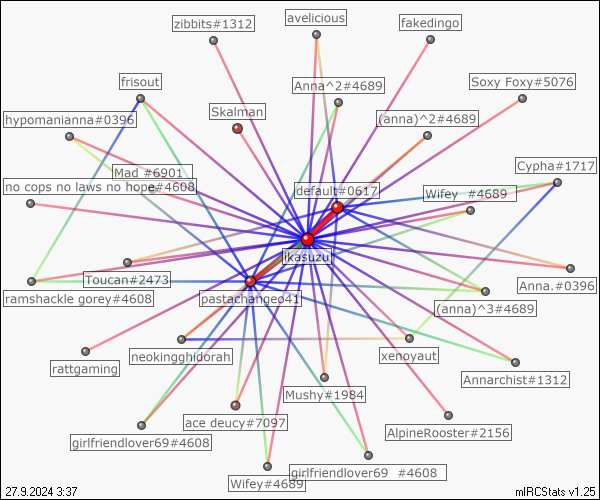 zibbits#1312
avelicious
fakedingo
frisout
Anna^2#4689
Soxy Foxy#5076
hypomanianna#0396
Skalman
(anna)^2#4689
Mad #6901
Cypha#1717
no cops no laws no hope#4608
default#0617
Wifey  #4689
ikasuzu
Toucan#2473
Anna.#0396
ramshackle gorey#4608
pastachangeo41
(anna)^3#4689
rattgaming
neokingghidorah
xenoyaut
Annarchist#1312
Mushy#1984
ace deucy#7097
AlpineRooster#2156
girlfriendlover69#4608
Wifey#4689
girlfriendlover69  #4608
27.9.2024 3:37
mIRCStats v1.25